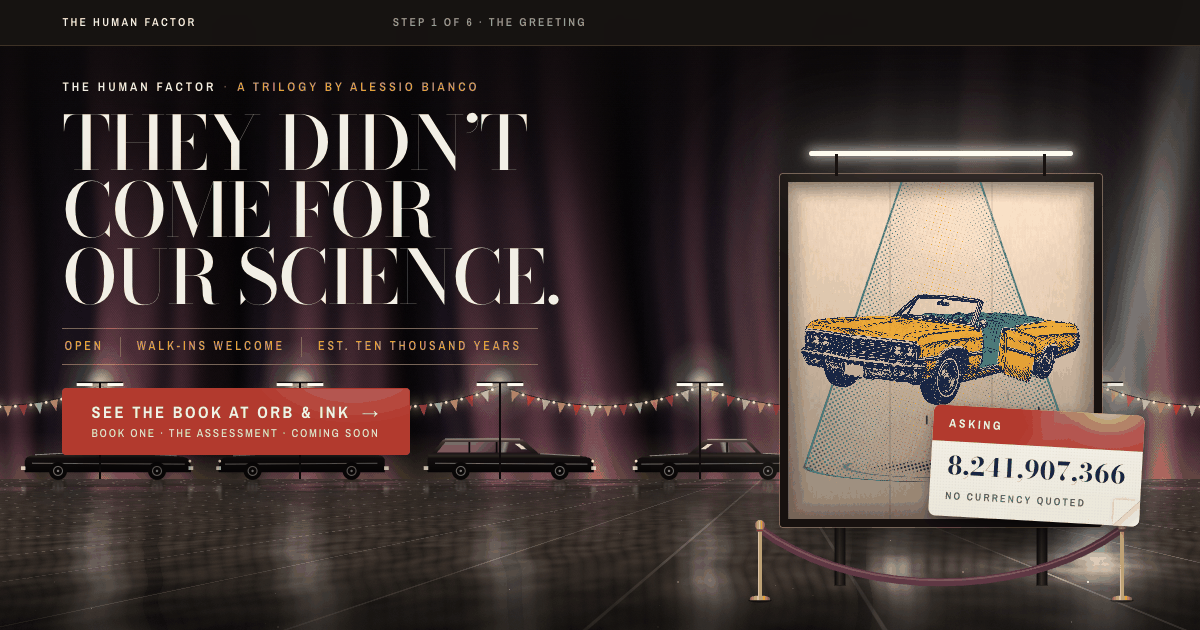 THE HUMAN FACTOR
STEP 1 OF 6 · THE GREETING
THE HUMAN FACTOR · A TRILOGY BY ALESSIO BIANCO
THEY DIDN’T
COME FOR
OUR SCIENCE.
OPEN
WALK-INS WELCOME
EST. TEN THOUSAND YEARS
SEE THE BOOK AT ORB & INK →
BOOK ONE · THE ASSESSMENT · COMING SOON
ASKING
8.241.907.366
NO CURRENCY QUOTED